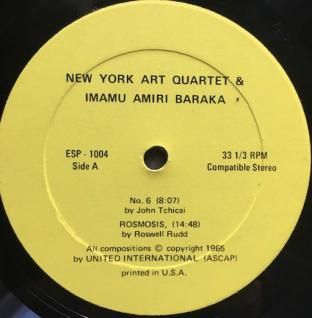 NEW YORK ART QUARTET &
IMAMU AMIRI BARAKA
ESP - 1004
Side A
33 1/3 RPM
Compatible Stereo
No. 6 (8:07)
by John Tchicai
ROSMOSIS, (14:48)
by Roswell Rudd
All compositions © copyright 1965
by UNITED INTERNATIONAL (ASCAP)
printed in U.S.A.